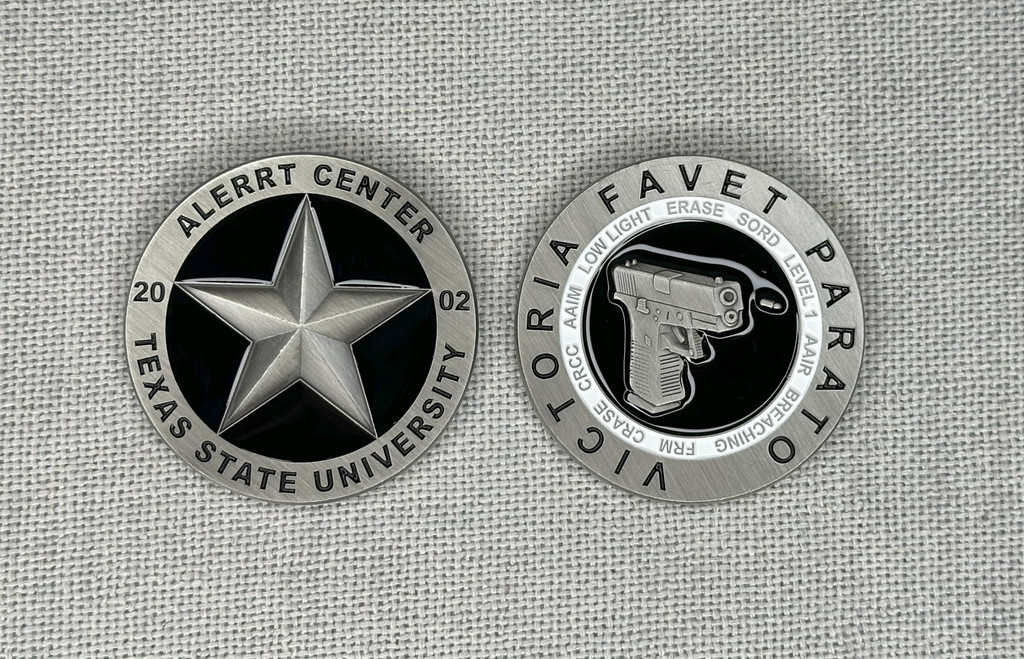 ALERRT CENTER
20 02
TEXAS STATE UNIVERSITY
VICTORIA FAVET PARATO
LOW LIGHT ERASE SORD LEVEL 1 AAIR BREACHING FRM CRASE CRCC AAIM